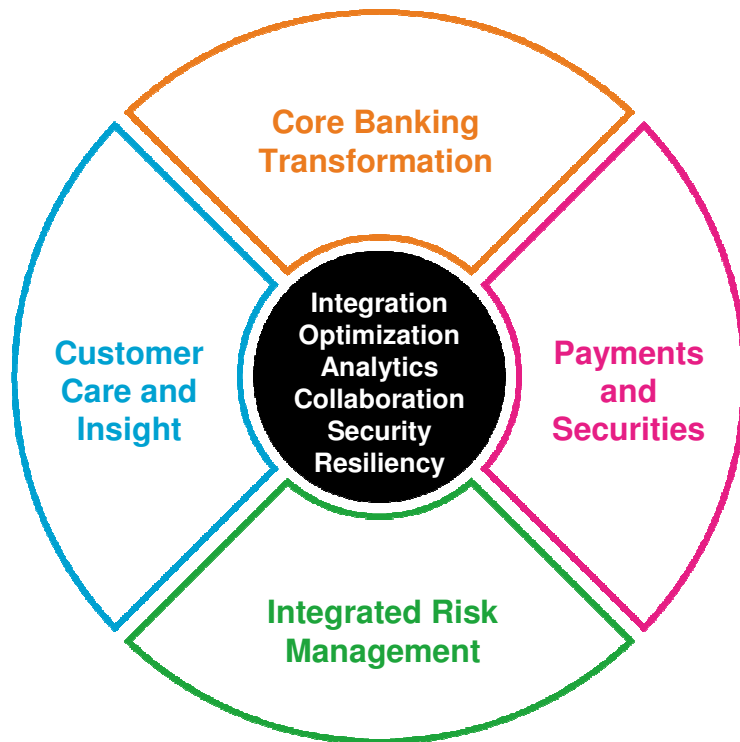 Core Banking
Transformation
Integration
Optimization
Analytics
Collaboration
Security
Resiliency
Customer
Care and
Insight
Payments
and
Securities
Integrated Risk
Management